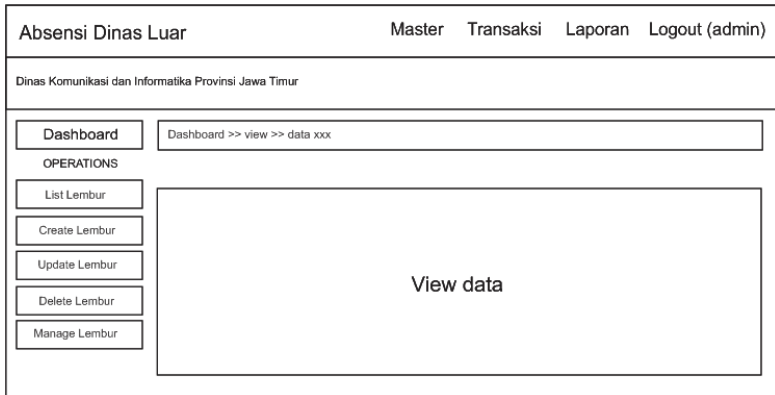 Absensi Dinas Luar Master Transaksi Laporan Logout (admin)
Dinas Komunikasi dan Informatika Provinsi Jawa Timur
Dashboard
Dashboard >> view >> data xxx
OPERATIONS
List Lembur
Create Lembur
Update Lembur
Delete Lembur
Manage Lembur
View data